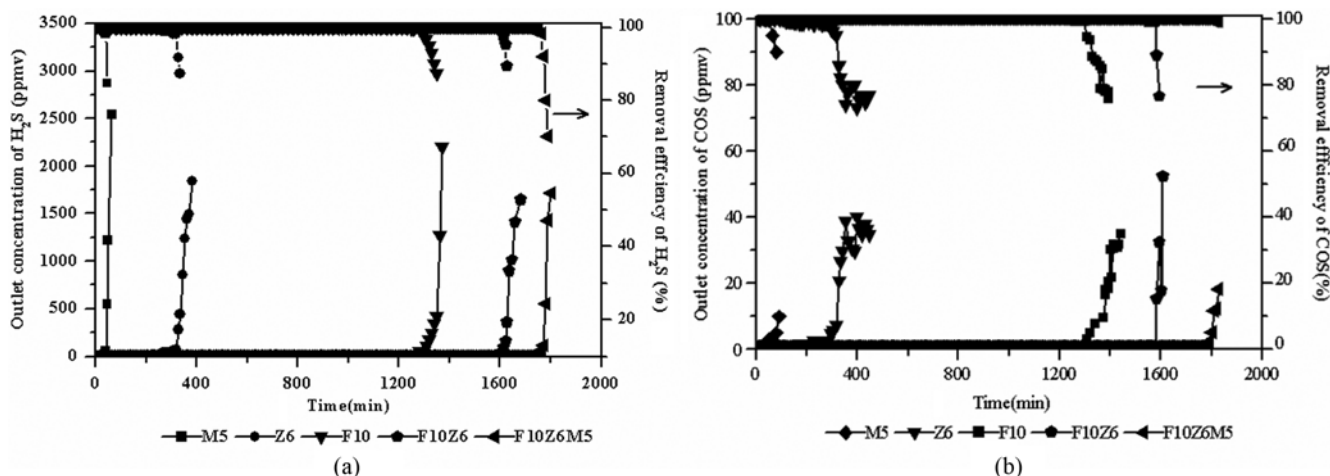 Outlet concentration of H2S (ppmv)
3500
3000
2500
2000
1500
1000
500
0
0 400 800 1200 1600 2000
Time(min)
100
80
60
40
20
Removal effciency of H2S (%)
M5 Z6 F10 F10Z6 F10Z6M5
(a)
Outlet concentration of COS (ppmv)
100
80
60
40
20
0
0 400 800 1200 1600 2000
Time(min)
100
80
60
40
20
0
Removal efficiency of COS(%)
M5 Z6 F10 F10Z6 F10Z6M5
(b)